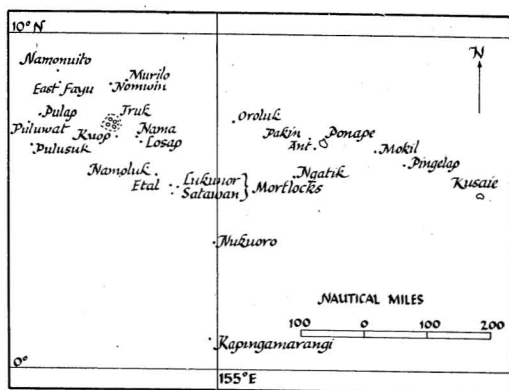 10° N
Namonuito
N
Murilo
East Fayu Nomwin
Pulap Truk Oroluk
Puluwat Kuop Nama Pakin Ponape
Pulusuk Losap Ant Mokil
Pingelap
Namoluk Ngatik Kusaie
Etal Lukunor
Satawan } Mortlocks
Nukuoro
NAUTICAL MILES
100 0 100 200
Kapingamarangi
0°
155°E